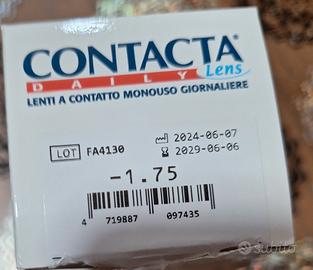 CONTACTA®
DAILY Lens
LENTI A CONTATTO MONOUSO GIORNALIERE
2024-06-07
LOT FA4130
2029-06-06
-1.75
4 719887 097435
subito